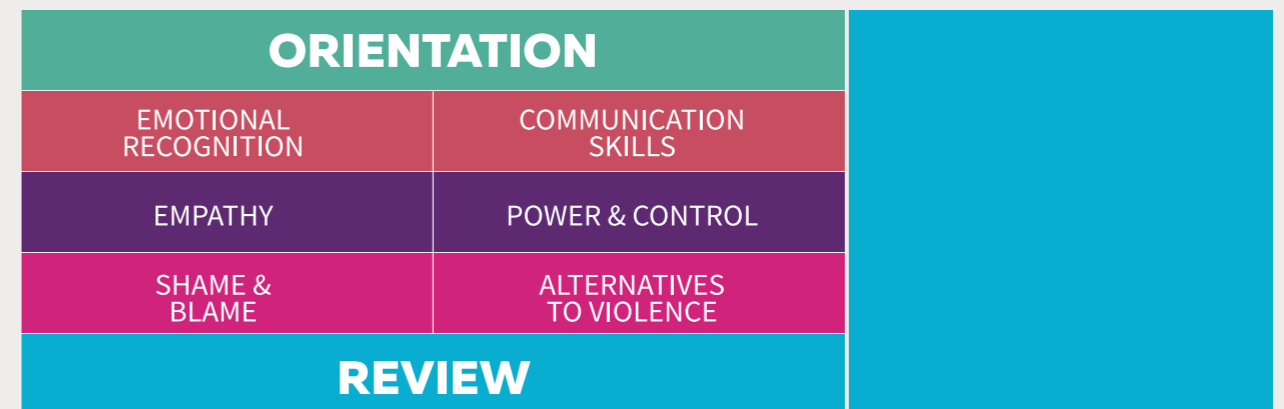 ORIENTATION
EMOTIONAL
RECOGNITION
COMMUNICATION
SKILLS
EMPATHY
POWER & CONTROL
SHAME &
BLAME
ALTERNATIVES
TO VIOLENCE
REVIEW